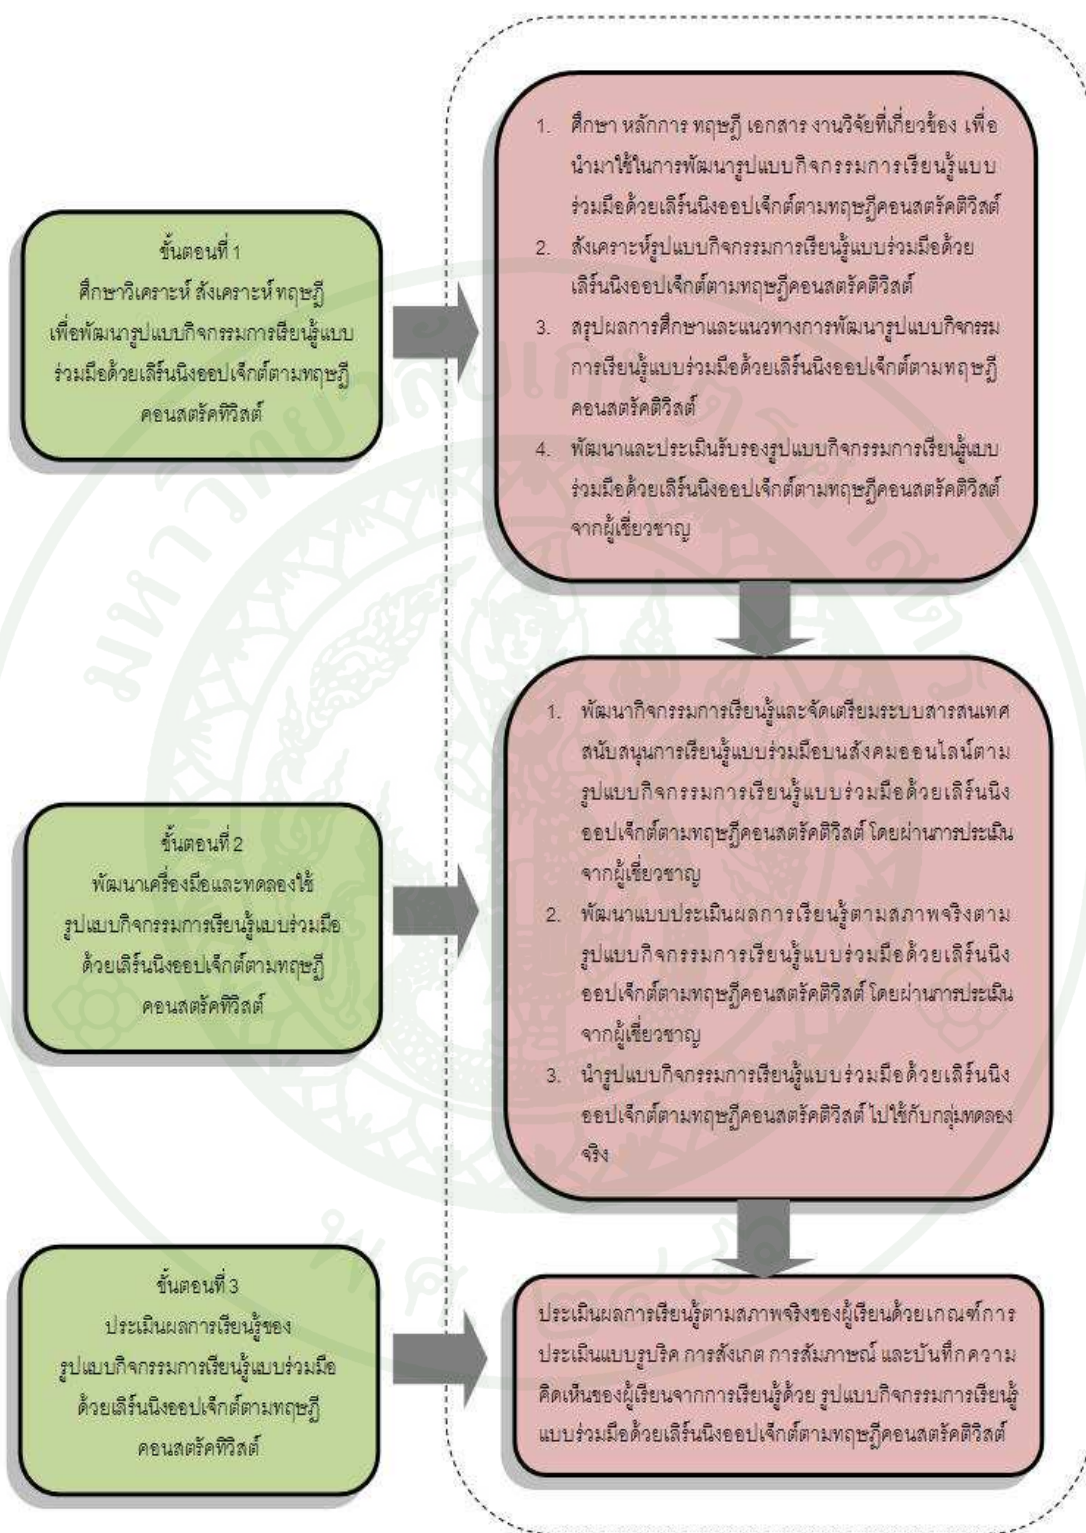 ขั้นตอนที่ 1
ศึกษาวิเคราะห์ สังเคราะห์ ทฤษฎี
เพื่อพัฒนารูปแบบกิจกรรมการเรียนรู้แบบ
ร่วมมือด้วยเลิร์นนิงออปเจ็กต์ตามทฤษฎี
คอนสตรัคทิวิสต์
1. ศึกษา หลักการ ทฤษฎี เอกสาร งานวิจัยที่เกี่ยวข้อง เพื่อ
นำมาใช้ในการพัฒนารูปแบบกิจกรรมการเรียนรู้แบบ
ร่วมมือด้วยเลิร์นนิงออปเจ็กต์ตามทฤษฎีคอนสตรัคติวิสต์
2. สังเคราะห์รูปแบบกิจกรรมการเรียนรู้แบบร่วมมือด้วย
เลิร์นนิงออปเจ็กต์ตามทฤษฎีคอนสตรัคติวิสต์
3. สรุปผลการศึกษาและแนวทางการพัฒนารูปแบบกิจกรรม
การเรียนรู้แบบร่วมมือด้วยเลิร์นนิงออปเจ็กต์ตามทฤษฎี
คอนสตรัคติวิสต์
4. พัฒนาและประเมินรับรองรูปแบบกิจกรรมการเรียนรู้แบบ
ร่วมมือด้วยเลิร์นนิงออปเจ็กต์ตามทฤษฎีคอนสตรัคติวิสต์
จากผู้เชี่ยวชาญ
ขั้นตอนที่ 2
พัฒนาเครื่องมือและทดลองใช้
รูปแบบกิจกรรมการเรียนรู้แบบร่วมมือ
ด้วยเลิร์นนิงออปเจ็กต์ตามทฤษฎี
คอนสตรัคทิวิสต์
1. พัฒนากิจกรรมการเรียนรู้และจัดเตรียมระบบสารสนเทศ
สนับสนุนการเรียนรู้แบบร่วมมือบนสังคมออนไลน์ตาม
รูปแบบกิจกรรมการเรียนรู้แบบร่วมมือด้วยเลิร์นนิง
ออปเจ็กต์ตามทฤษฎีคอนสตรัคติวิสต์ โดยผ่านการประเมิน
จากผู้เชี่ยวชาญ
2. พัฒนาแบบประเมินผลการเรียนรู้ตามสภาพจริงตาม
รูปแบบกิจกรรมการเรียนรู้แบบร่วมมือด้วยเลิร์นนิง
ออปเจ็กต์ตามทฤษฎีคอนสตรัคติวิสต์ โดยผ่านการประเมิน
จากผู้เชี่ยวชาญ
3. นำรูปแบบกิจกรรมการเรียนรู้แบบร่วมมือด้วยเลิร์นนิง
ออปเจ็กต์ตามทฤษฎีคอนสตรัคติวิสต์ ไปใช้กับกลุ่มทดลอง
จริง
ขั้นตอนที่ 3
ประเมินผลการเรียนรู้ของ
รูปแบบกิจกรรมการเรียนรู้แบบร่วมมือ
ด้วยเลิร์นนิงออปเจ็กต์ตามทฤษฎี
คอนสตรัคทิวิสต์
ประเมินผลการเรียนรู้ตามสภาพจริงของผู้เรียนด้วยเกณฑ์การ
ประเมินแบบรูบริค การสังเกต การสัมภาษณ์ และบันทึกความ
คิดเห็นของผู้เรียนจากการเรียนรู้ด้วย รูปแบบกิจกรรมการเรียนรู้
แบบร่วมมือด้วยเลิร์นนิงออปเจ็กต์ตามทฤษฎีคอนสตรัคติวิสต์
มหาวิทยาลัยเกษตรศาสตร์
พ.ศ. ๒๔๘๖